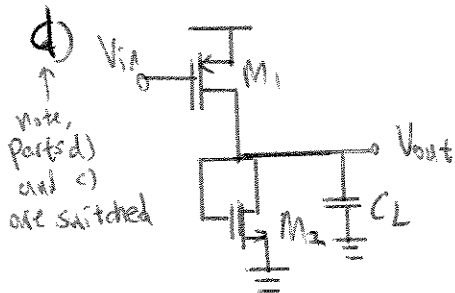 d)
Vin
M1
note,
parts d)
and c)
are switched
Vout
M2
CL